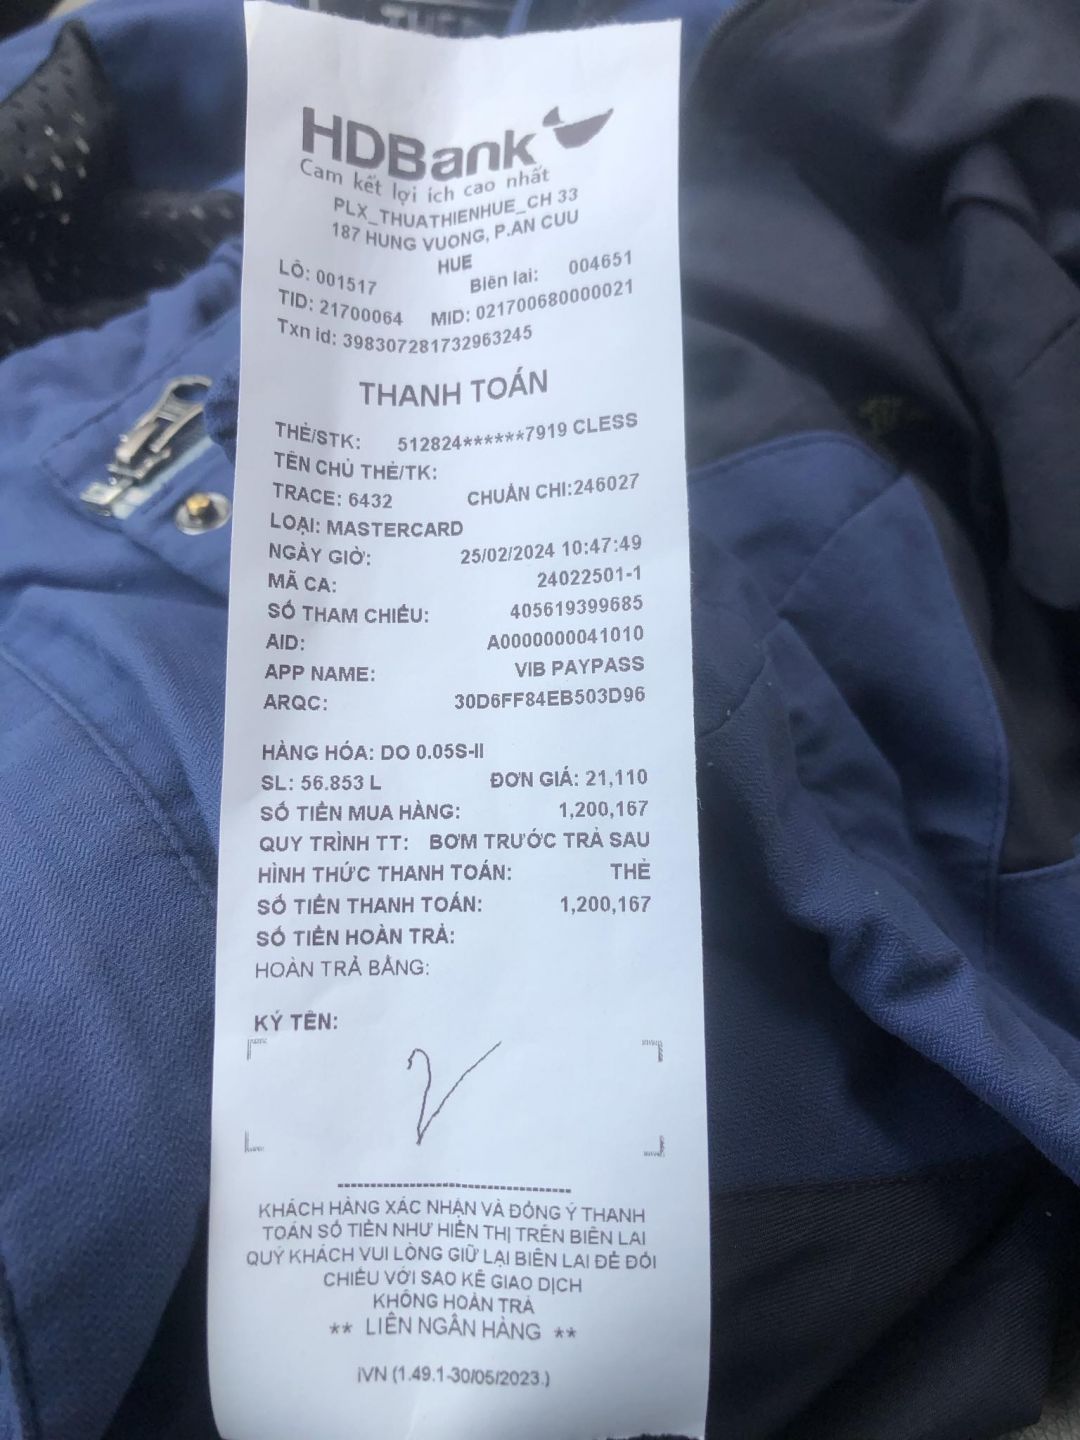 HDBank
Cam kết lợi ích cao nhất
PLX_THUATHIENHUE_CH 33
187 HUNG VUONG, P.AN CUU
HUE
LÔ: 001517 Biên lai: 004651
TID: 21700064 MID: 021700680000021
Txn id: 398307281732963245
THANH TOÁN
THẺ/STK: 512824******7919 CLESS
TÊN CHỦ THẺ/TK:
TRACE: 6432 CHUẨN CHI:246027
LOẠI: MASTERCARD
NGÀY GIỜ: 25/02/2024 10:47:49
MÃ CA: 24022501-1
SỐ THAM CHIẾU: 405619399685
AID: A0000000041010
APP NAME: VIB PAYPASS
ARQC: 30D6FF84EB503D96
HÀNG HÓA: DO 0.05S-II
SL: 56.853 L ĐƠN GIÁ: 21,110
SỐ TIỀN MUA HÀNG: 1,200,167
QUY TRÌNH TT: BƠM TRƯỚC TRẢ SAU
HÌNH THỨC THANH TOÁN: THẺ
SỐ TIỀN THANH TOÁN: 1,200,167
SỐ TIỀN HOÀN TRẢ:
HOÀN TRẢ BẰNG:
KÝ TÊN:
KHÁCH HÀNG XÁC NHẬN VÀ ĐỒNG Ý THANH
TOÁN SỐ TIỀN NHƯ HIỂN THỊ TRÊN BIÊN LAI
QUÝ KHÁCH VUI LÒNG GIỮ LẠI BIÊN LAI ĐỂ ĐỐI
CHIẾU VỚI SAO KÊ GIAO DỊCH
KHÔNG HOÀN TRẢ
** LIÊN NGÂN HÀNG **
iVN (1.49.1-30/05/2023.)